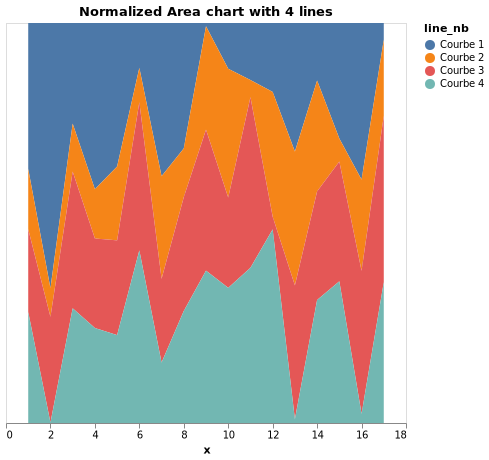 Normalized Area chart with 4 lines
line_nb
Courbe 1
Courbe 2
Courbe 3
Courbe 4
0 2 4 6 8 10 12 14 16 18
x